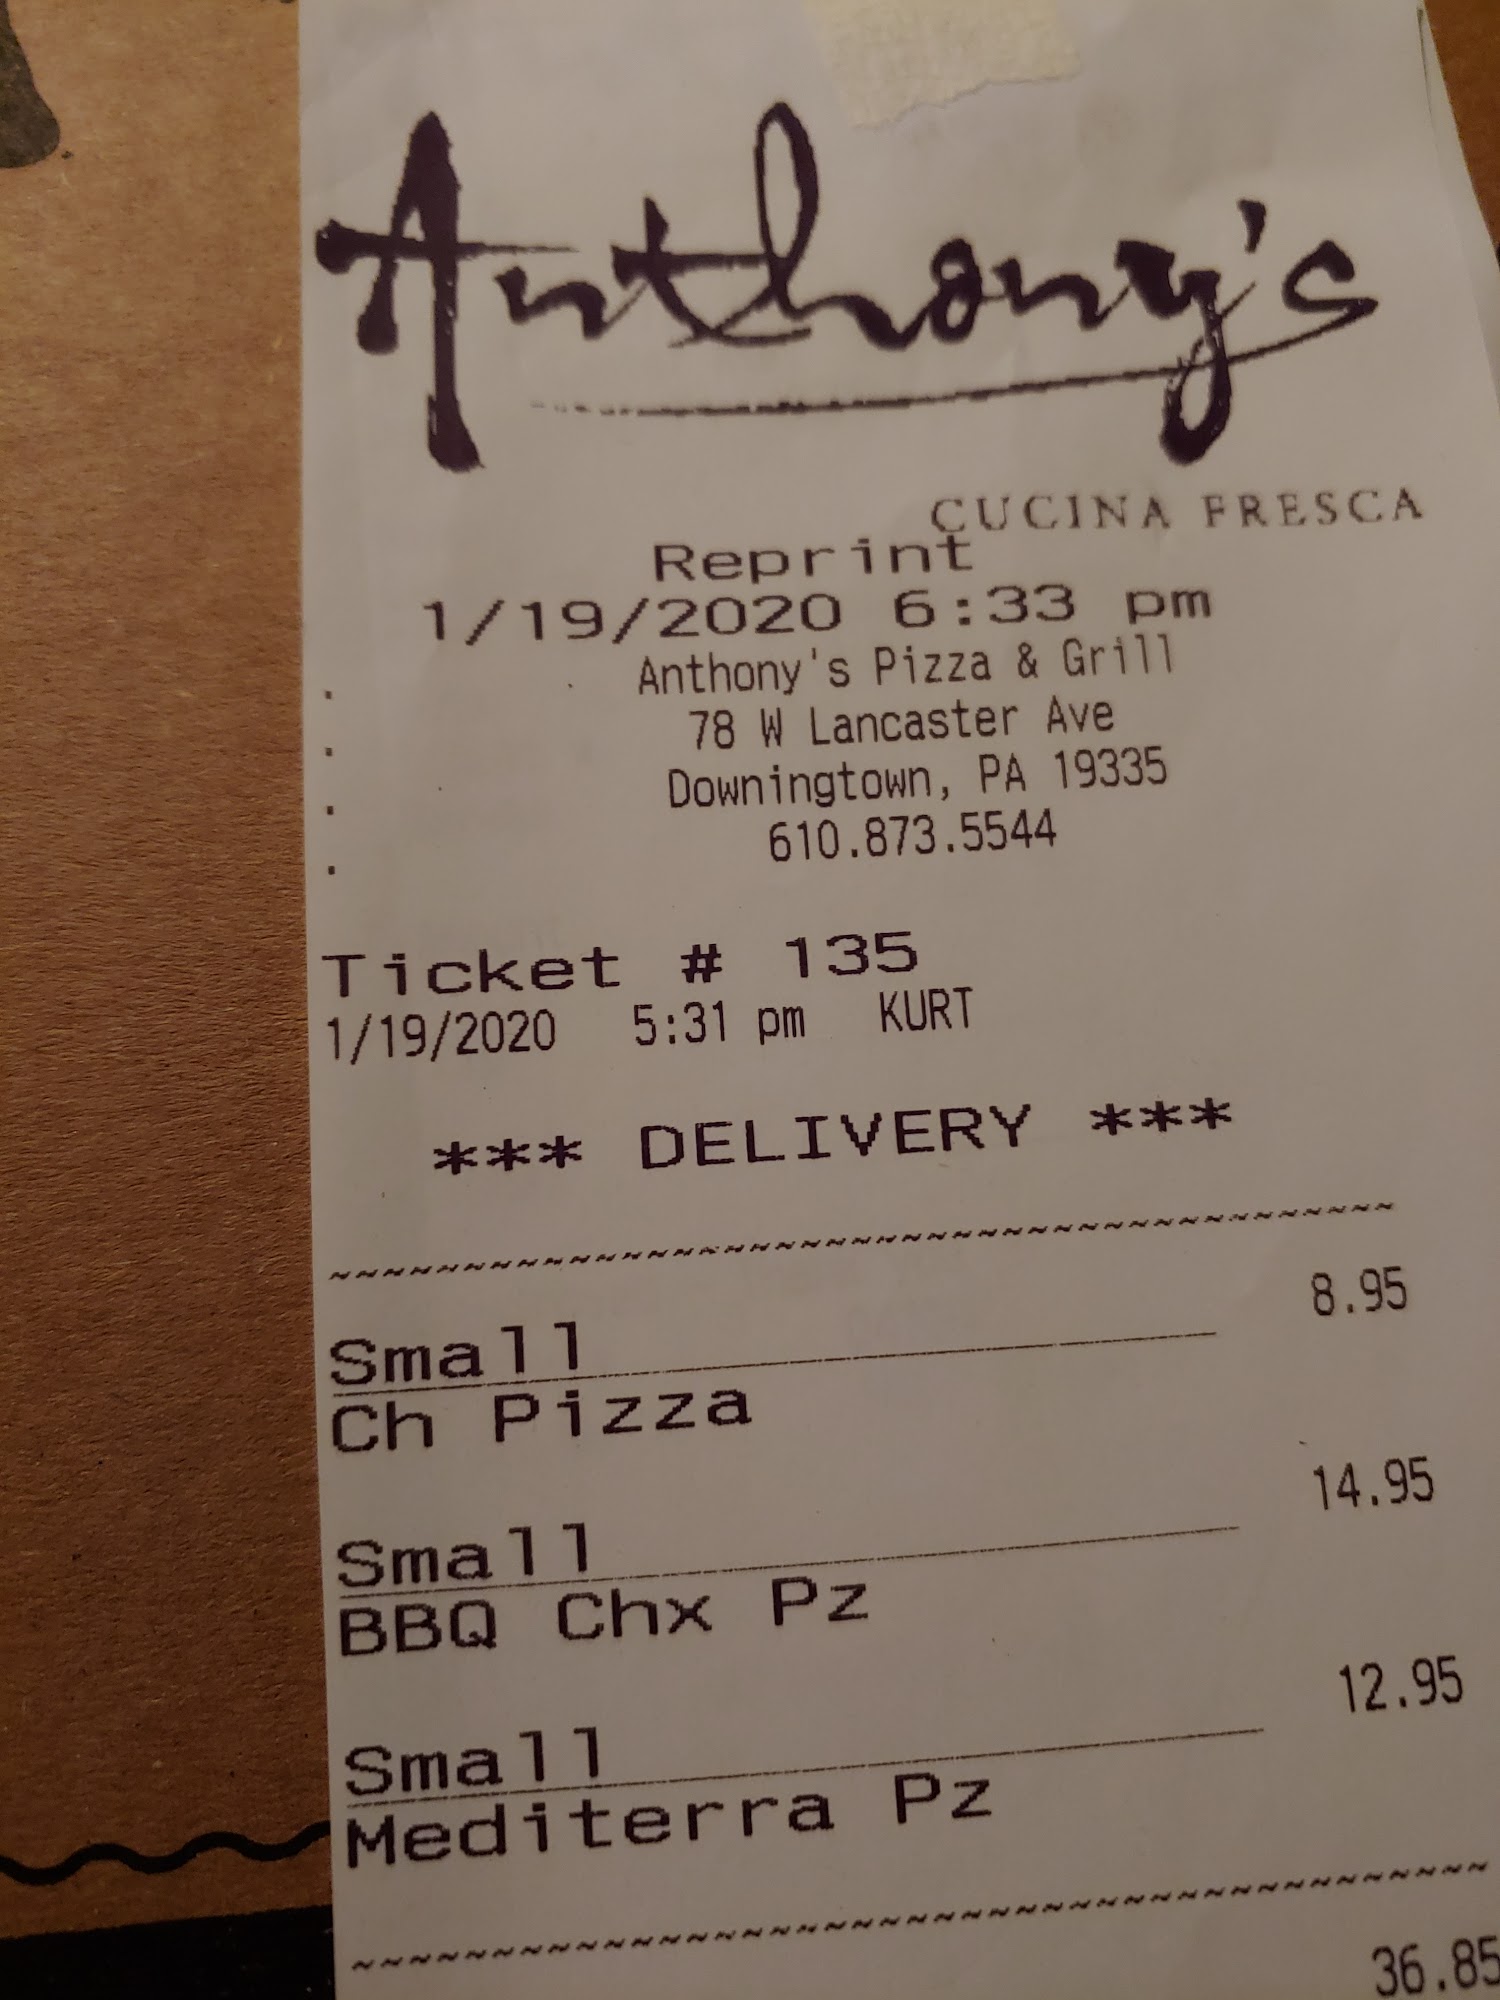 Anthony's
CUCINA FRESCA
Reprint
1/19/2020 6:33 pm
. Anthony's Pizza & Grill
. 78 W Lancaster Ave
. Downingtown, PA 19335
. 610.873.5544
Ticket # 135
1/19/2020 5:31 pm KURT
*** DELIVERY ***
~~~~~~~~~~~~~~~~~~~~~~~~~~~~~~~~~~~~~~~~
8.95
Small
Ch Pizza
14.95
Small
BBQ Chx Pz
12.95
Small
Mediterra Pz
~~~~~~~~~~~~~~~~~~~~~~~~~~~~~~~~~~~~~~~~
36.85